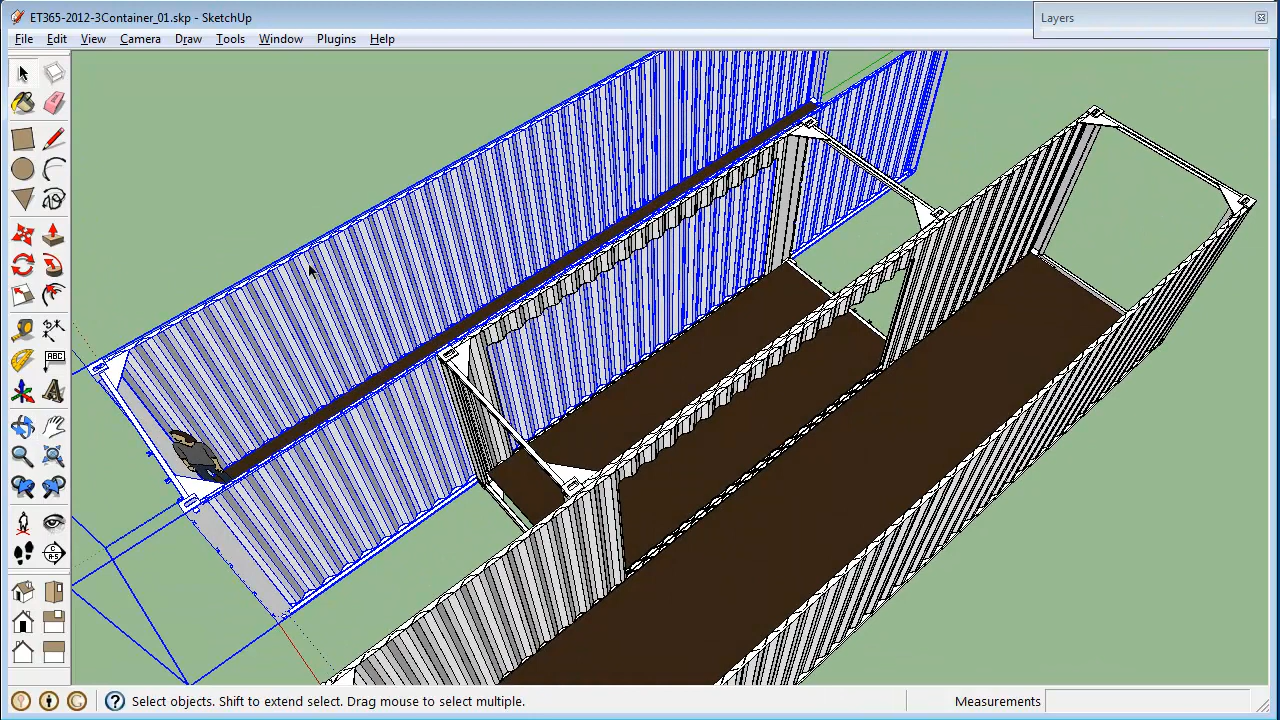 ET365-2012-3Container_01.skp - SketchUp
Layers
File Edit View Camera Draw Tools Window Plugins Help
ABC
Select objects. Shift to extend select. Drag mouse to select multiple.
Measurements